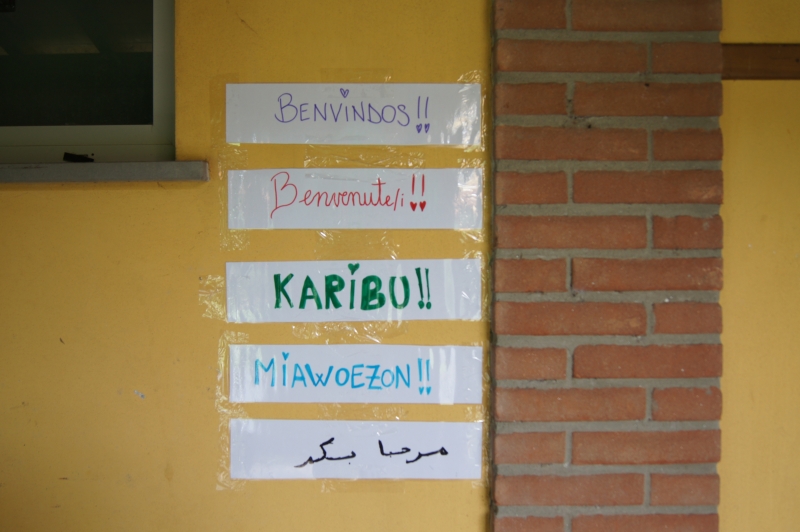 BENVINDOS!!
Benvenute/i!!
KARIBU!!
MIAWOEZON!!
مرحبا بكم